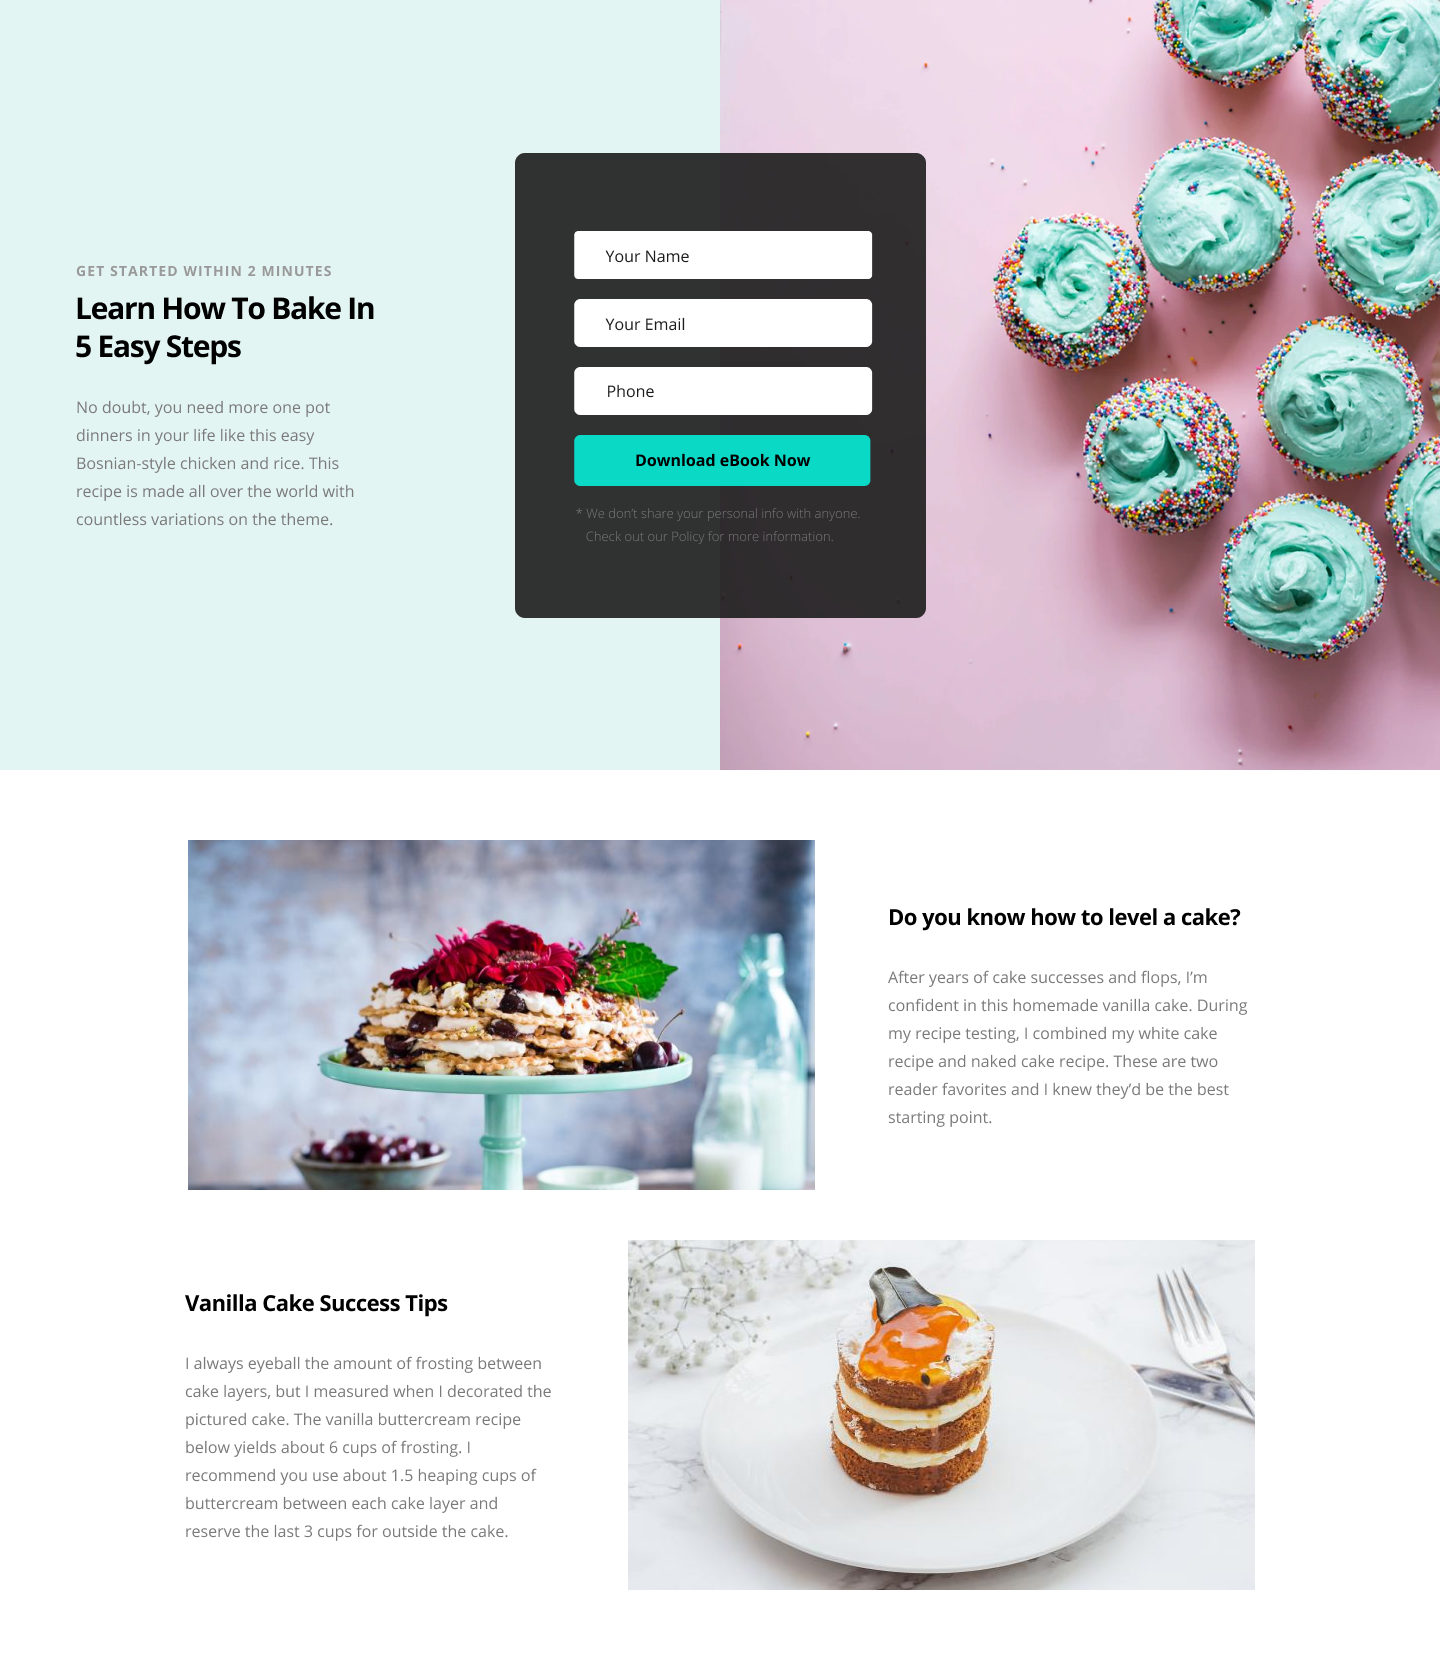 GET STARTED WITHIN 2 MINUTES
Learn How To Bake In
5 Easy Steps
No doubt, you need more one pot
dinners in your life like this easy
Bosnian-style chicken and rice. This
recipe is made all over the world with
countless variations on the theme.
Your Name
Your Email
Phone
Download eBook Now
* We don't share your personal info with anyone.
Check out our Policy for more information.
Do you know how to level a cake?
After years of cake successes and flops, I'm
confident in this homemade vanilla cake. During
my recipe testing, I combined my white cake
recipe and naked cake recipe. These are two
reader favorites and I knew they'd be the best
starting point.
Vanilla Cake Success Tips
I always eyeball the amount of frosting between
cake layers, but I measured when I decorated the
pictured cake. The vanilla buttercream recipe
below yields about 6 cups of frosting. I
recommend you use about 1.5 heaping cups of
buttercream between each cake layer and
reserve the last 3 cups for outside the cake.